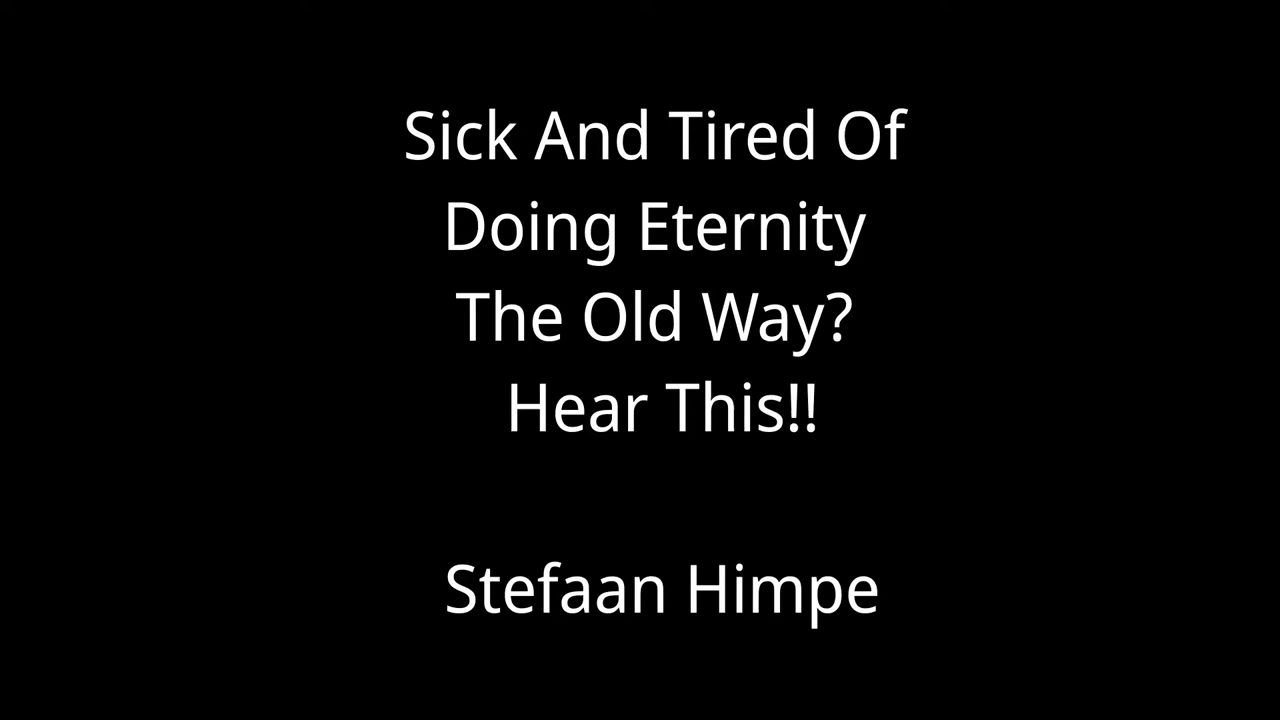 Sick And Tired Of
Doing Eternity
The Old Way?
Hear This!!
Stefaan Himpe